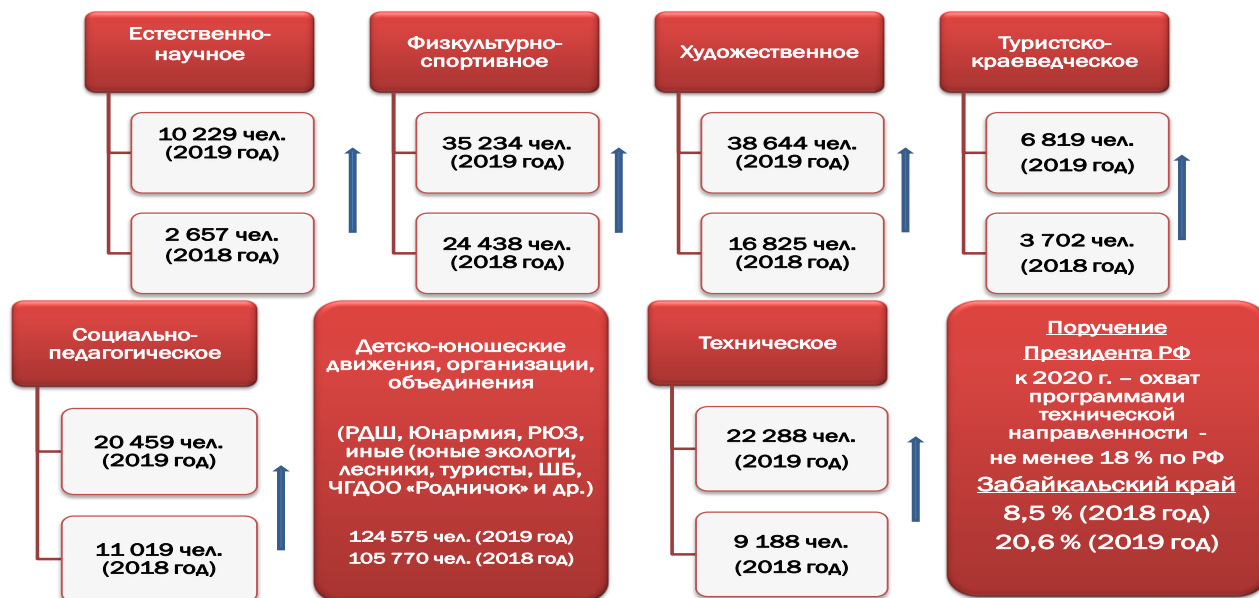 Естественно-
научное
10 229 чел.
(2019 год)
2 657 чел.
(2018 год)
Физкультурно-
спортивное
35 234 чел.
(2019 год)
24 438 чел.
(2018 год)
Художественное
38 644 чел.
(2019 год)
16 825 чел.
(2018 год)
Туристско-
краеведческое
6 819 чел.
(2019 год)
3 702 чел.
(2018 год)
Социально-
педагогическое
20 459 чел.
(2019 год)
11 019 чел.
(2018 год)
Детско-юношеские
движения, организации,
объединения
(РДШ, Юнармия, РЮЗ,
иные (юные экологи,
лесники, туристы, ШБ,
ЧГДОО «Родничок» и др.)
124 575 чел. (2019 год)
105 770 чел. (2018 год)
Техническое
22 288 чел.
(2019 год)
9 188 чел.
(2018 год)
Поручение
Президента РФ
к 2020 г. – охват
программами
технической
направленности -
не менее 18 % по РФ
Забайкальский край
8,5 % (2018 год)
20,6 % (2019 год)